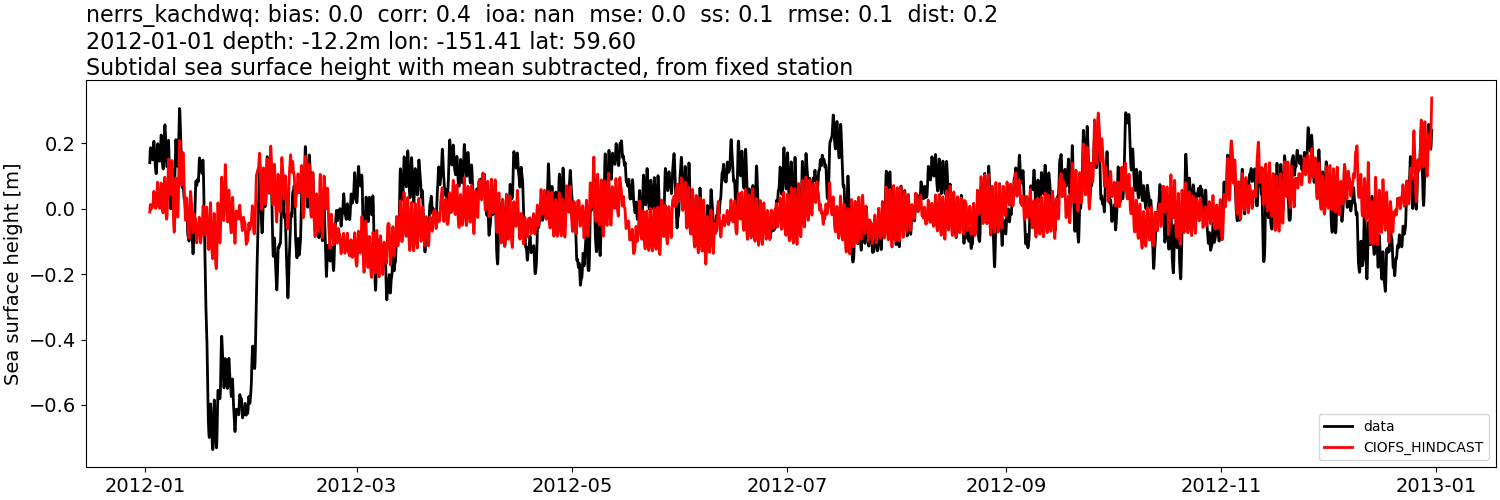 nerrs_kachdwq: bias: 0.0  corr: 0.4  ioa: nan  mse: 0.0  ss: 0.1  rmse: 0.1  dist: 0.2
2012-01-01 depth: -12.2m lon: -151.41 lat: 59.60
Subtidal sea surface height with mean subtracted, from fixed station
Sea surface height [m]
0.2
0.0
−0.2
−0.4
−0.6
data
CIOFS_HINDCAST
2012-01
2012-03
2012-05
2012-07
2012-09
2012-11
2013-01